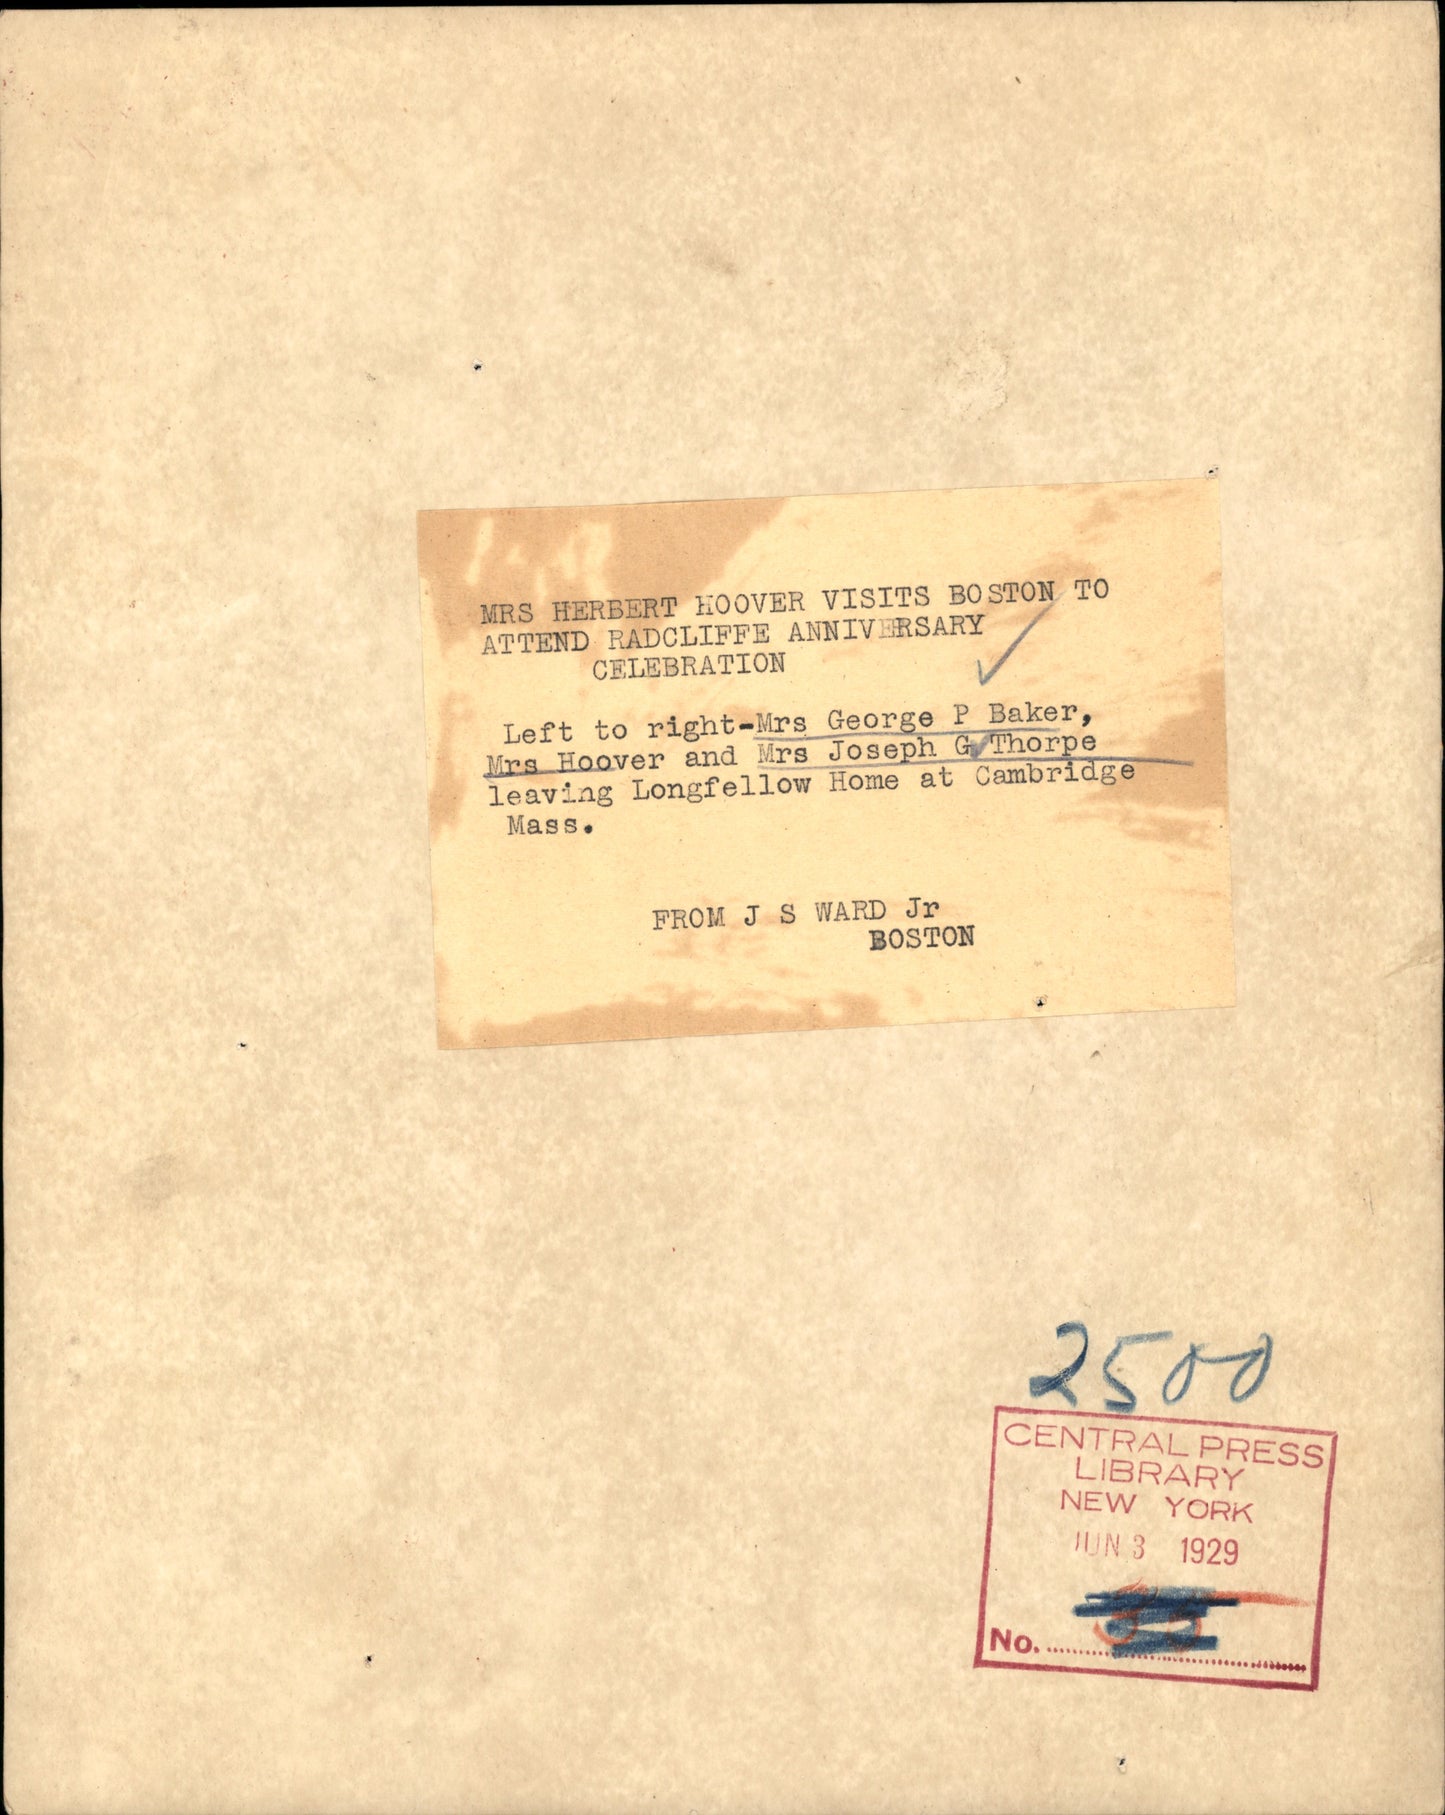 MRS HERBERT HOOVER VISITS BOSTON TO
ATTEND RADCLIFFE ANNIVERSARY
CELEBRATION
Left to right-Mrs George P Baker,
Mrs Hoover and Mrs Joseph G Thorpe
leaving Longfellow Home at Cambridge
Mass.
FROM J S WARD Jr
BOSTON
2500
CENTRAL PRESS
LIBRARY
NEW YORK
JUN 3 1929
No.